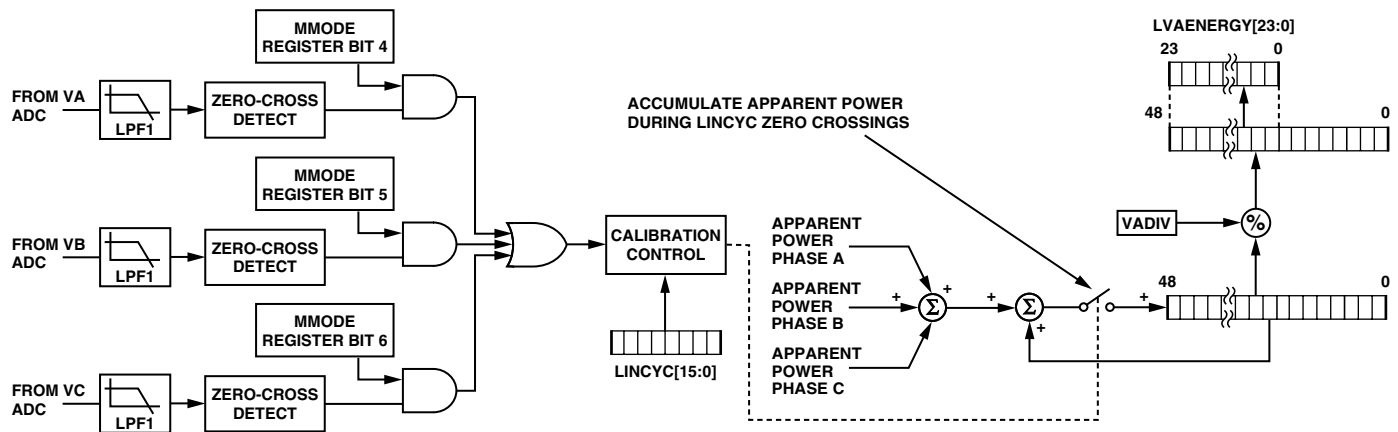 MMODE
REGISTER BIT 4
FROM VA
ADC
LPF1
ZERO-CROSS
DETECT
MMODE
REGISTER BIT 5
FROM VB
ADC
LPF1
ZERO-CROSS
DETECT
MMODE
REGISTER BIT 6
FROM VC
ADC
LPF1
ZERO-CROSS
DETECT
CALIBRATION
CONTROL
LINCYC[15:0]
ACCUMULATE APPARENT POWER
DURING LINCYC ZERO CROSSINGS
APPARENT
POWER
PHASE A
APPARENT
POWER
PHASE B
APPARENT
POWER
PHASE C
+
+
Σ
+
Σ
+
+
LVAENERGY[23:0]
23 0
48 0
VADIV
%
48 0